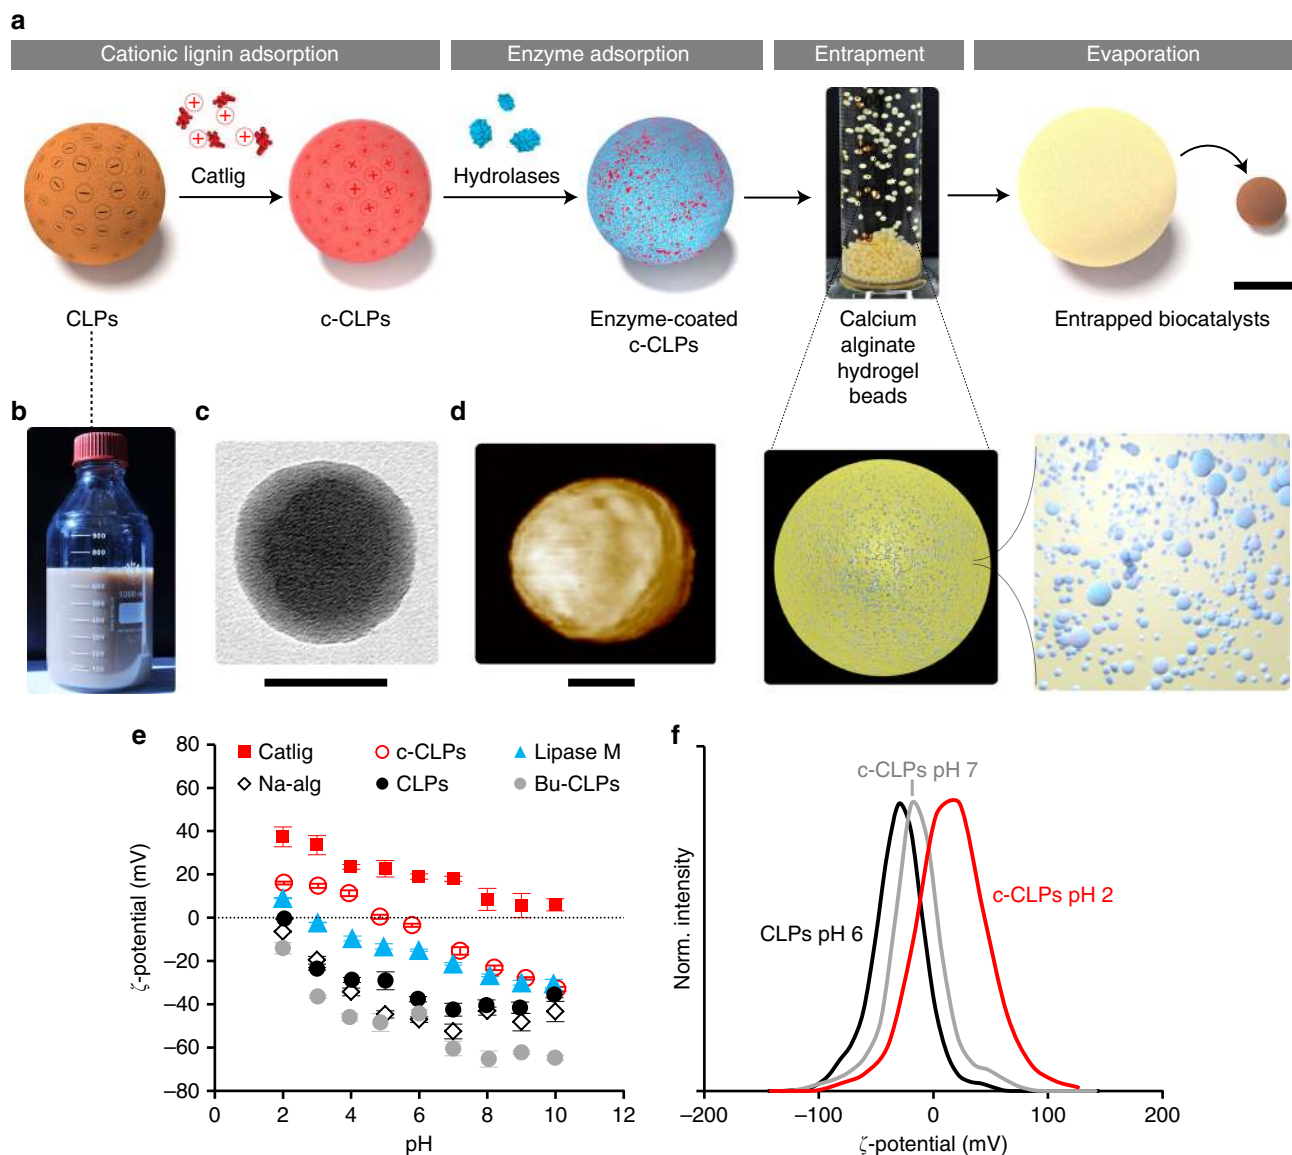 a
Cationic lignin adsorption
Enzyme adsorption
Entrapment
Evaporation
Catlig
Hydrolases
CLPs
c-CLPs
Enzyme-coated
c-CLPs
Calcium
alginate
hydrogel
beads
Entrapped biocatalysts
b
c
d
e
80
60
40
20
0
−20
−40
−60
−80
ζ-potential (mV)
Catlig
c-CLPs
Lipase M
Na-alg
CLPs
Bu-CLPs
0 2 4 6 8 10 12
pH
f
c-CLPs pH 7
c-CLPs pH 2
CLPs pH 6
Norm. intensity
−200 −100 0 100 200
ζ-potential (mV)